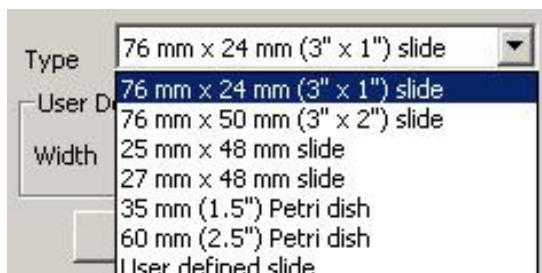 Type 76 mm x 24 mm (3" x 1") slide
76 mm x 24 mm (3" x 1") slide
User D 76 mm x 50 mm (3" x 2") slide
Width 25 mm x 48 mm slide
27 mm x 48 mm slide
35 mm (1.5") Petri dish
60 mm (2.5") Petri dish
User defined slide